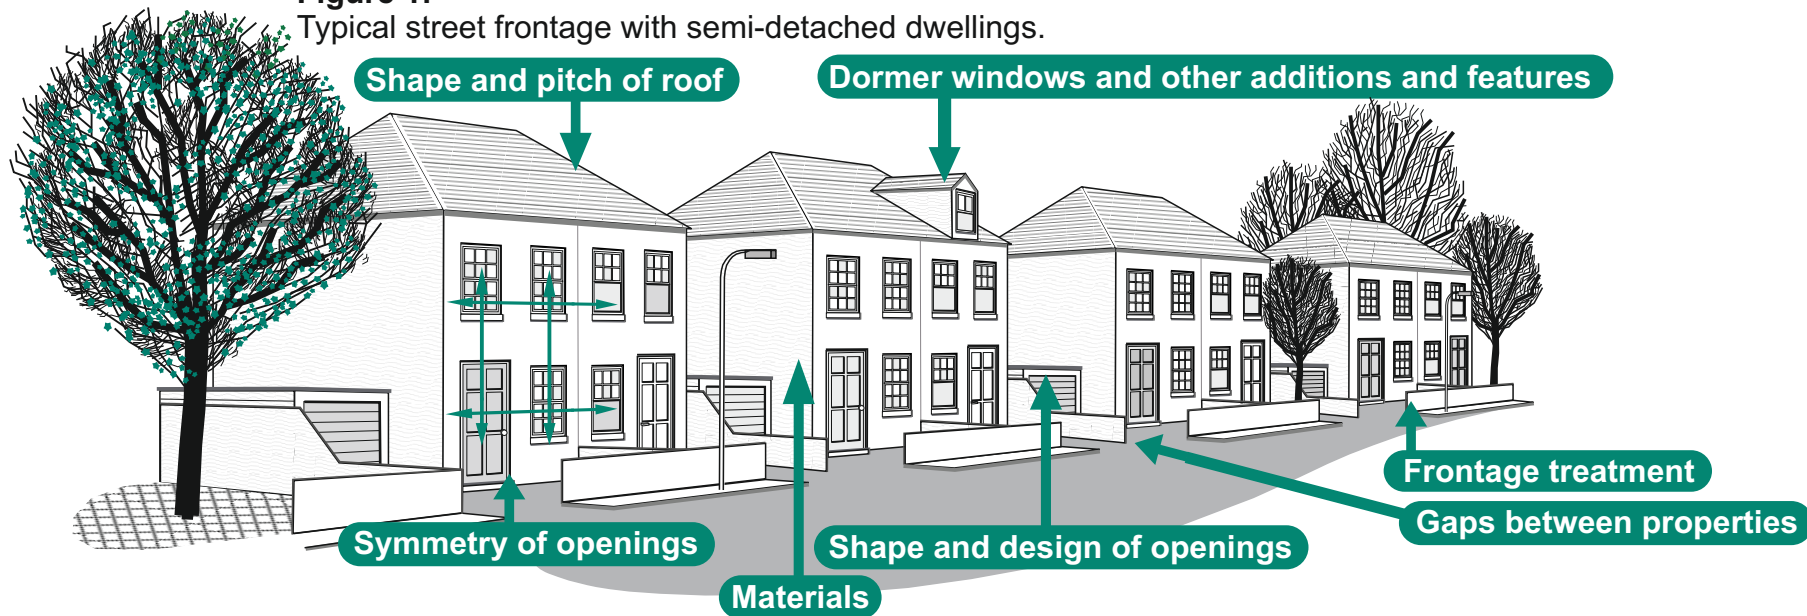 Typical street frontage with semi-detached dwellings.
Shape and pitch of roof
Dormer windows and other additions and features
Frontage treatment
Gaps between properties
Symmetry of openings
Shape and design of openings
Materials